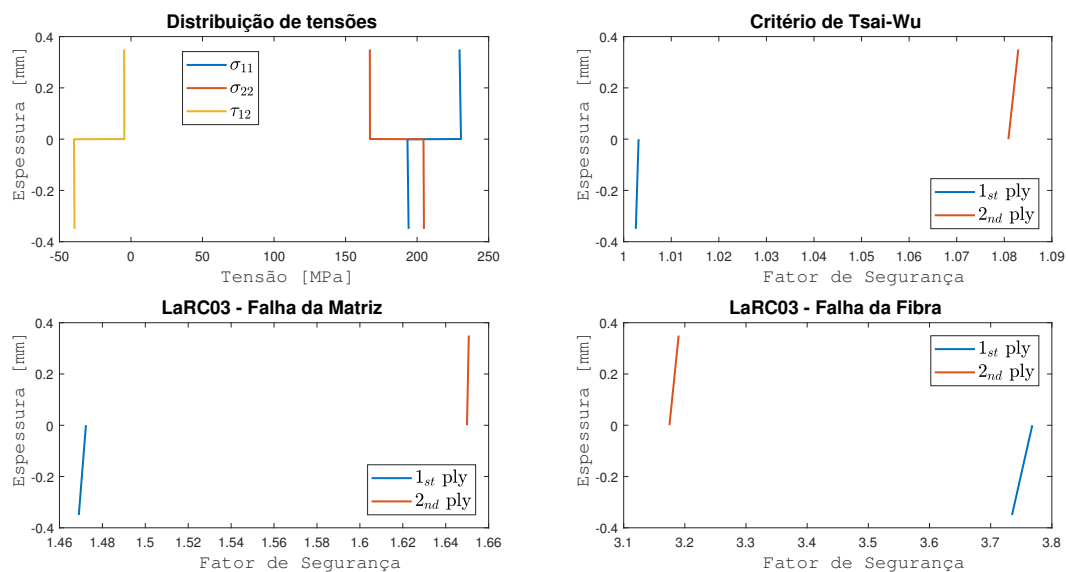 Distribuição de tensões
Espessura [mm]
0.4
0.2
0
-0.2
-0.4
σ11
σ22
τ12
-50 0 50 100 150 200 250
Tensão [MPa]
Critério de Tsai-Wu
Espessura [mm]
0.4
0.2
0
-0.2
-0.4
1st ply
2nd ply
1 1.01 1.02 1.03 1.04 1.05 1.06 1.07 1.08 1.09
Fator de Segurança
LaRC03 - Falha da Matriz
Espessura [mm]
0.4
0.2
0
-0.2
-0.4
1st ply
2nd ply
1.46 1.48 1.5 1.52 1.54 1.56 1.58 1.6 1.62 1.64 1.66
Fator de Segurança
LaRC03 - Falha da Fibra
Espessura [mm]
0.4
0.2
0
-0.2
-0.4
1st ply
2nd ply
3.1 3.2 3.3 3.4 3.5 3.6 3.7 3.8
Fator de Segurança